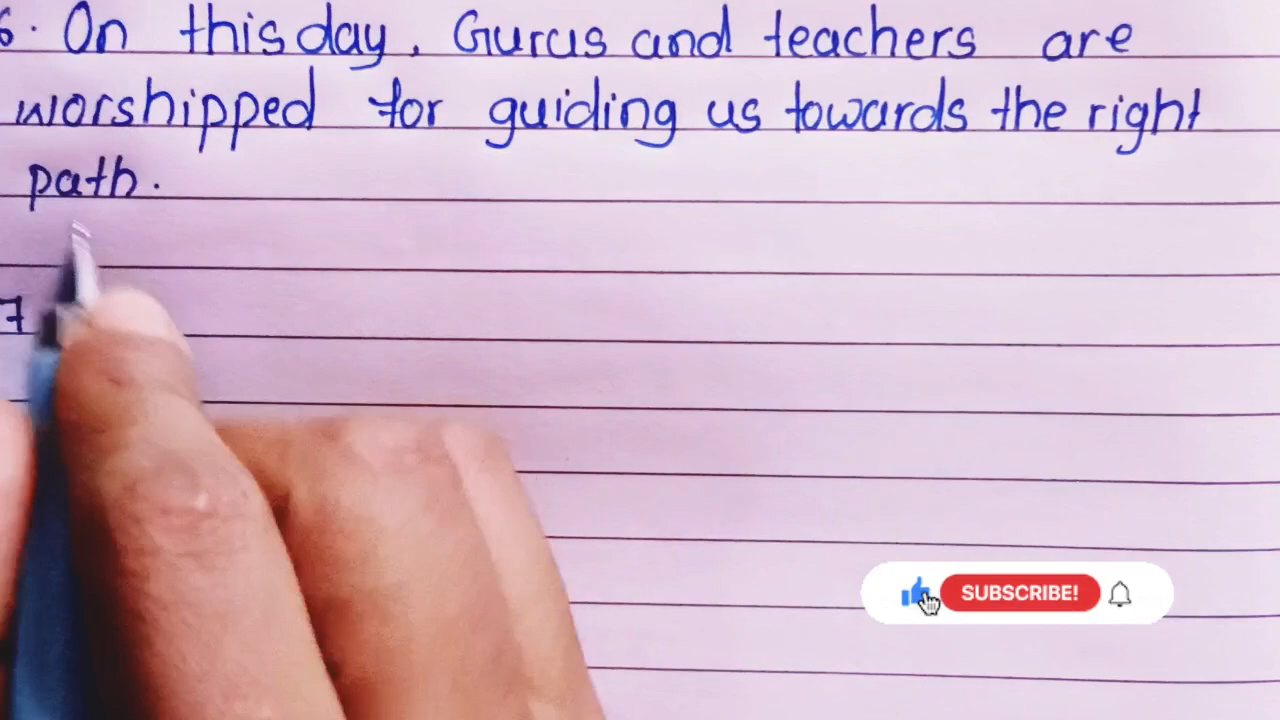 6. On this day, Gurus and teachers are
worshipped for guiding us towards the right
path.
7
SUBSCRIBE!